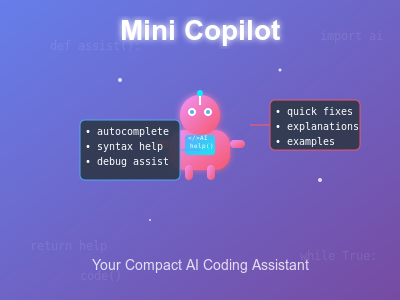 Mini Copilot
def assist():
import ai
• autocomplete
• syntax help
• debug assist
</>AI
help()
• quick fixes
• explanations
• examples
return help
while True:
code()
Your Compact AI Coding Assistant